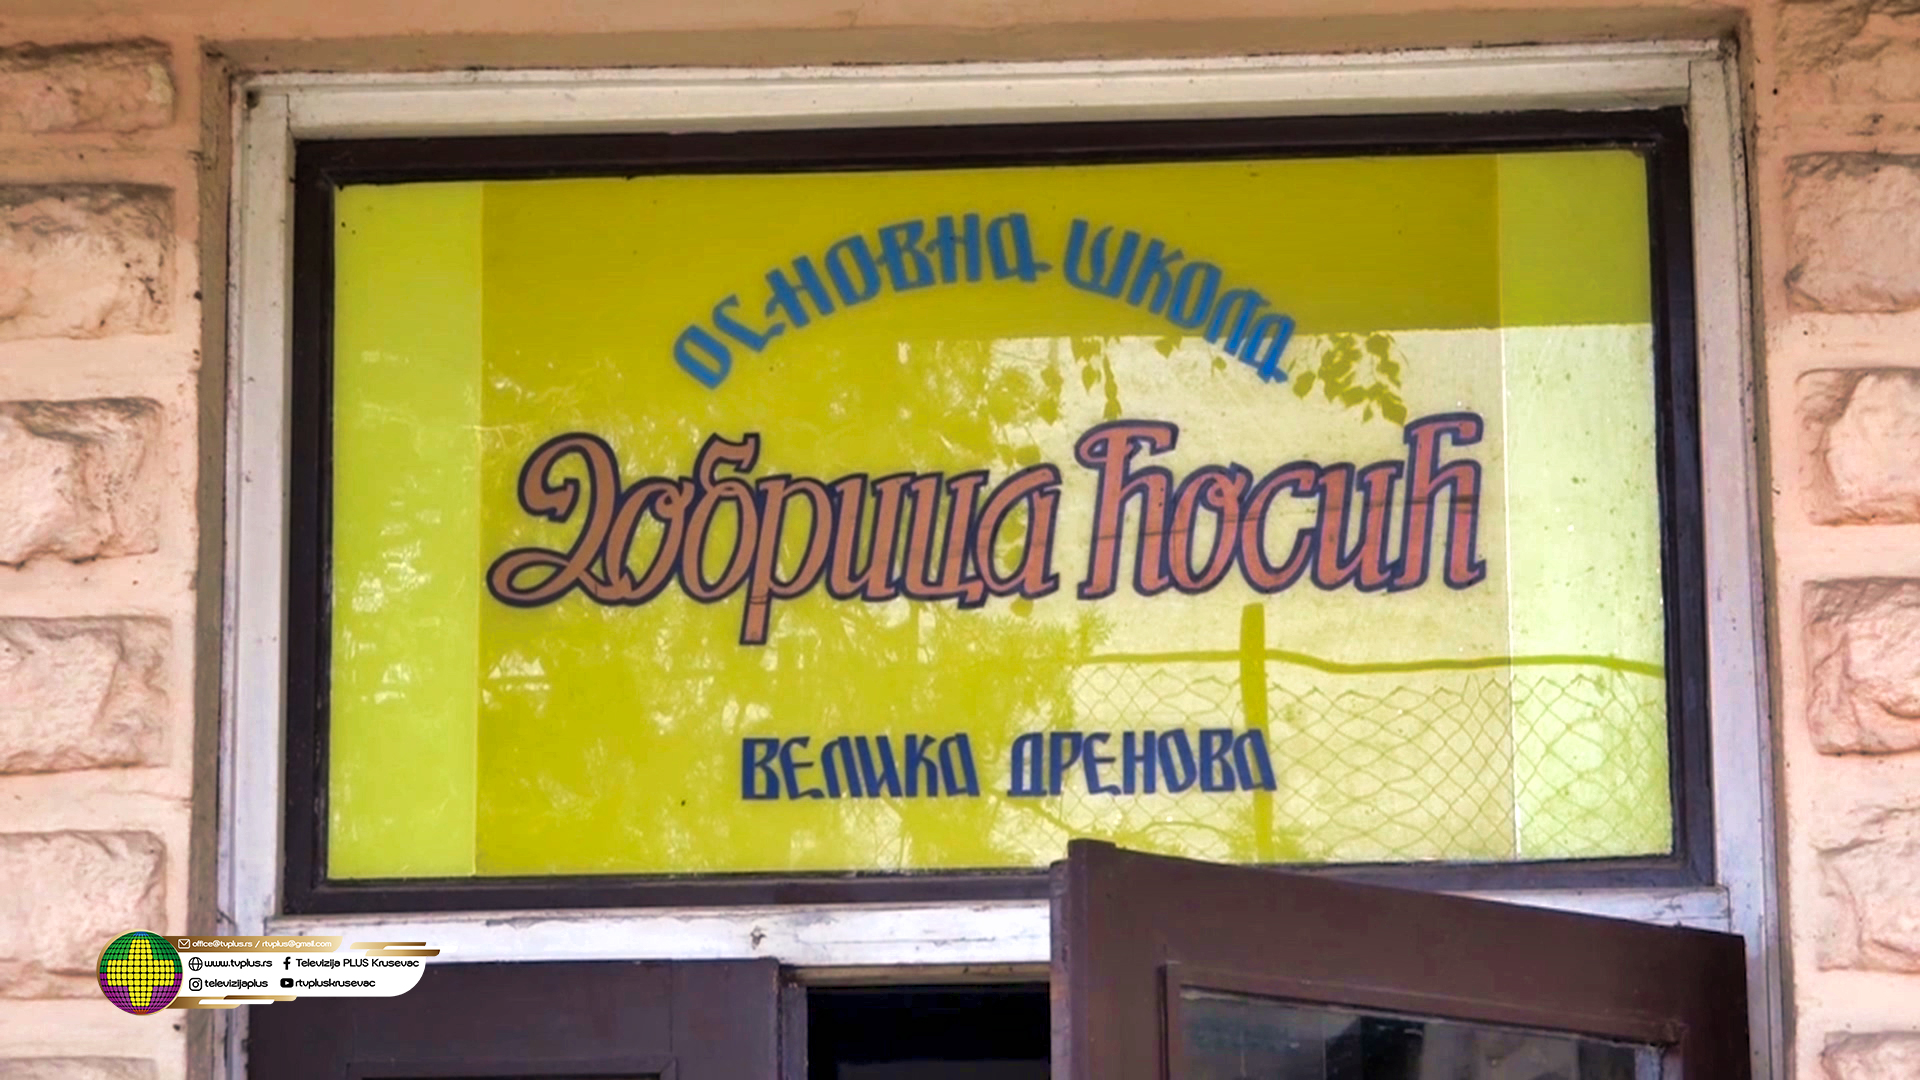 ОСНОВНА ШКОЛА
Добрица Ћосић
ВЕЛИКА ДРЕНОВА
office@tvplus.rs / rtvplus@gmail.com
www.tvplus.rs Televizija PLUS Krusevac
televizijaplus rtvpluskrusevac